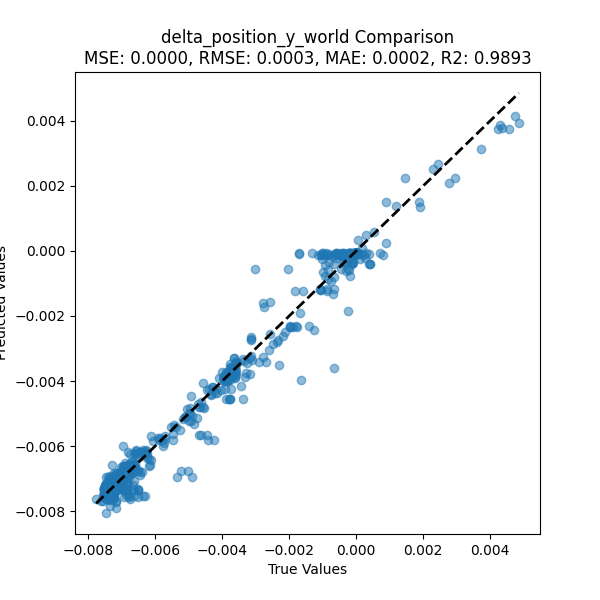 delta_position_y_world Comparison
MSE: 0.0000, RMSE: 0.0003, MAE: 0.0002, R2: 0.9893
0.004
0.002
0.000
−0.002
−0.004
−0.006
−0.008
Predicted Values
−0.008 −0.006 −0.004 −0.002 0.000 0.002 0.004
True Values